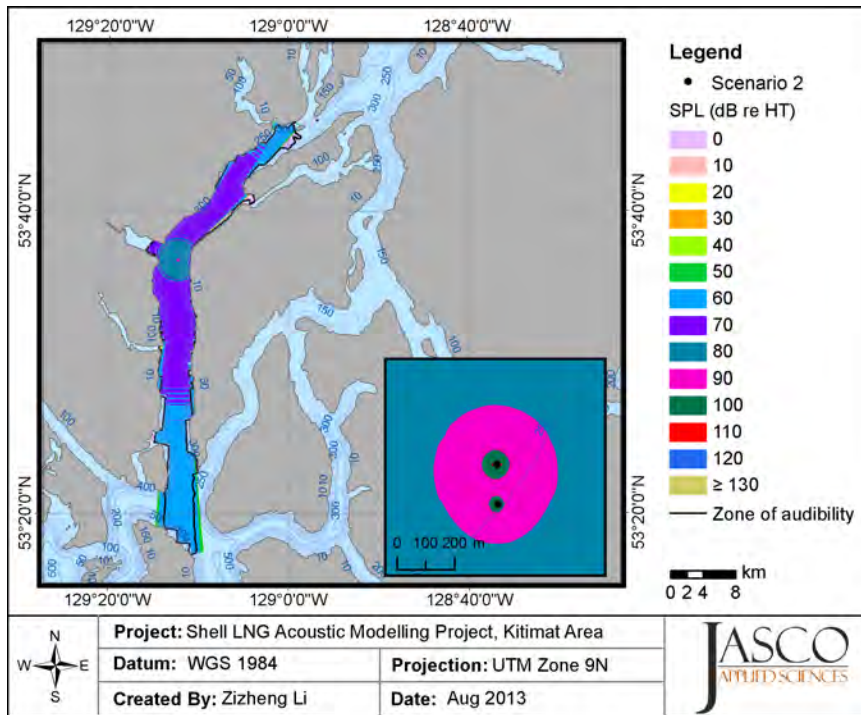 129°20'0"W 129°0'0"W 128°40'0"W
53°40'0"N
53°40'0"N
53°20'0"N
53°20'0"N
129°20'0"W 129°0'0"W 128°40'0"W
0 100 200 m
Legend
Scenario 2
SPL (dB re HT)
0
10
20
30
40
50
60
70
80
90
100
110
120
≥ 130
Zone of audibility
km
0 2 4 8
N
W E
S
Project: Shell LNG Acoustic Modelling Project, Kitimat Area
Datum: WGS 1984
Projection: UTM Zone 9N
Created By: Zizheng Li
Date: Aug 2013
JASCO
APPLIED SCIENCES